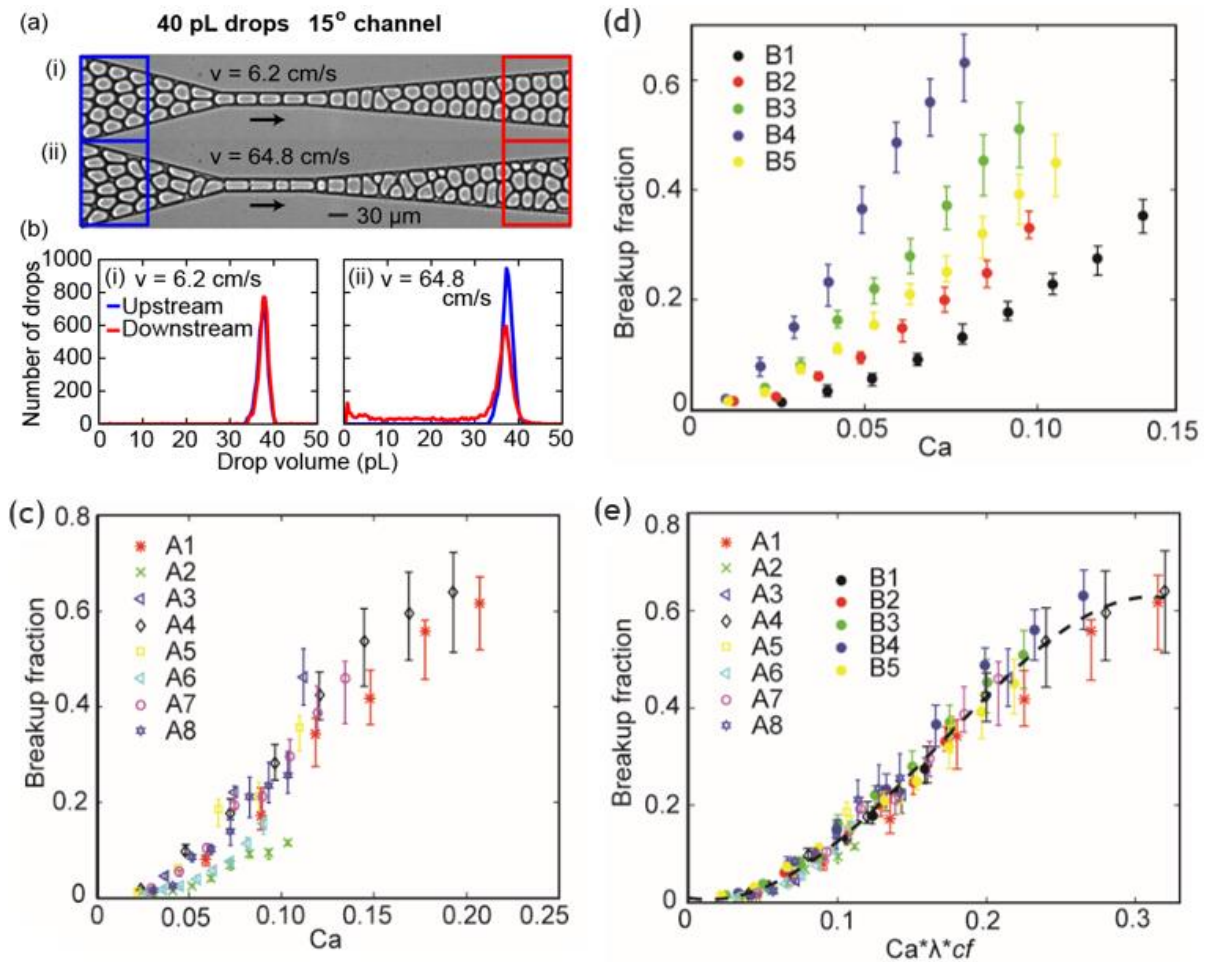 (a) 40 pL drops 15° channel
(i) v = 6.2 cm/s
(ii) v = 64.8 cm/s
30 µm
(b)
(i) v = 6.2 cm/s
Upstream
Downstream
(ii) v = 64.8
cm/s
Number of drops
1000
800
600
400
200
0
0 10 20 30 40 50
0 10 20 30 40 50
Drop volume (pL)
(c)
Breakup fraction
0.8
0.6
0.4
0.2
0
A1
A2
A3
A4
A5
A6
A7
A8
0 0.05 0.10 0.15 0.20 0.25
Ca
(d)
Breakup fraction
0.6
0.4
0.2
0
B1
B2
B3
B4
B5
0 0.05 0.10 0.15
Ca
(e)
Breakup fraction
0.8
0.6
0.4
0.2
0
A1
A2
A3
A4
A5
A6
A7
A8
B1
B2
B3
B4
B5
0 0.1 0.2 0.3
Ca*λ*cf